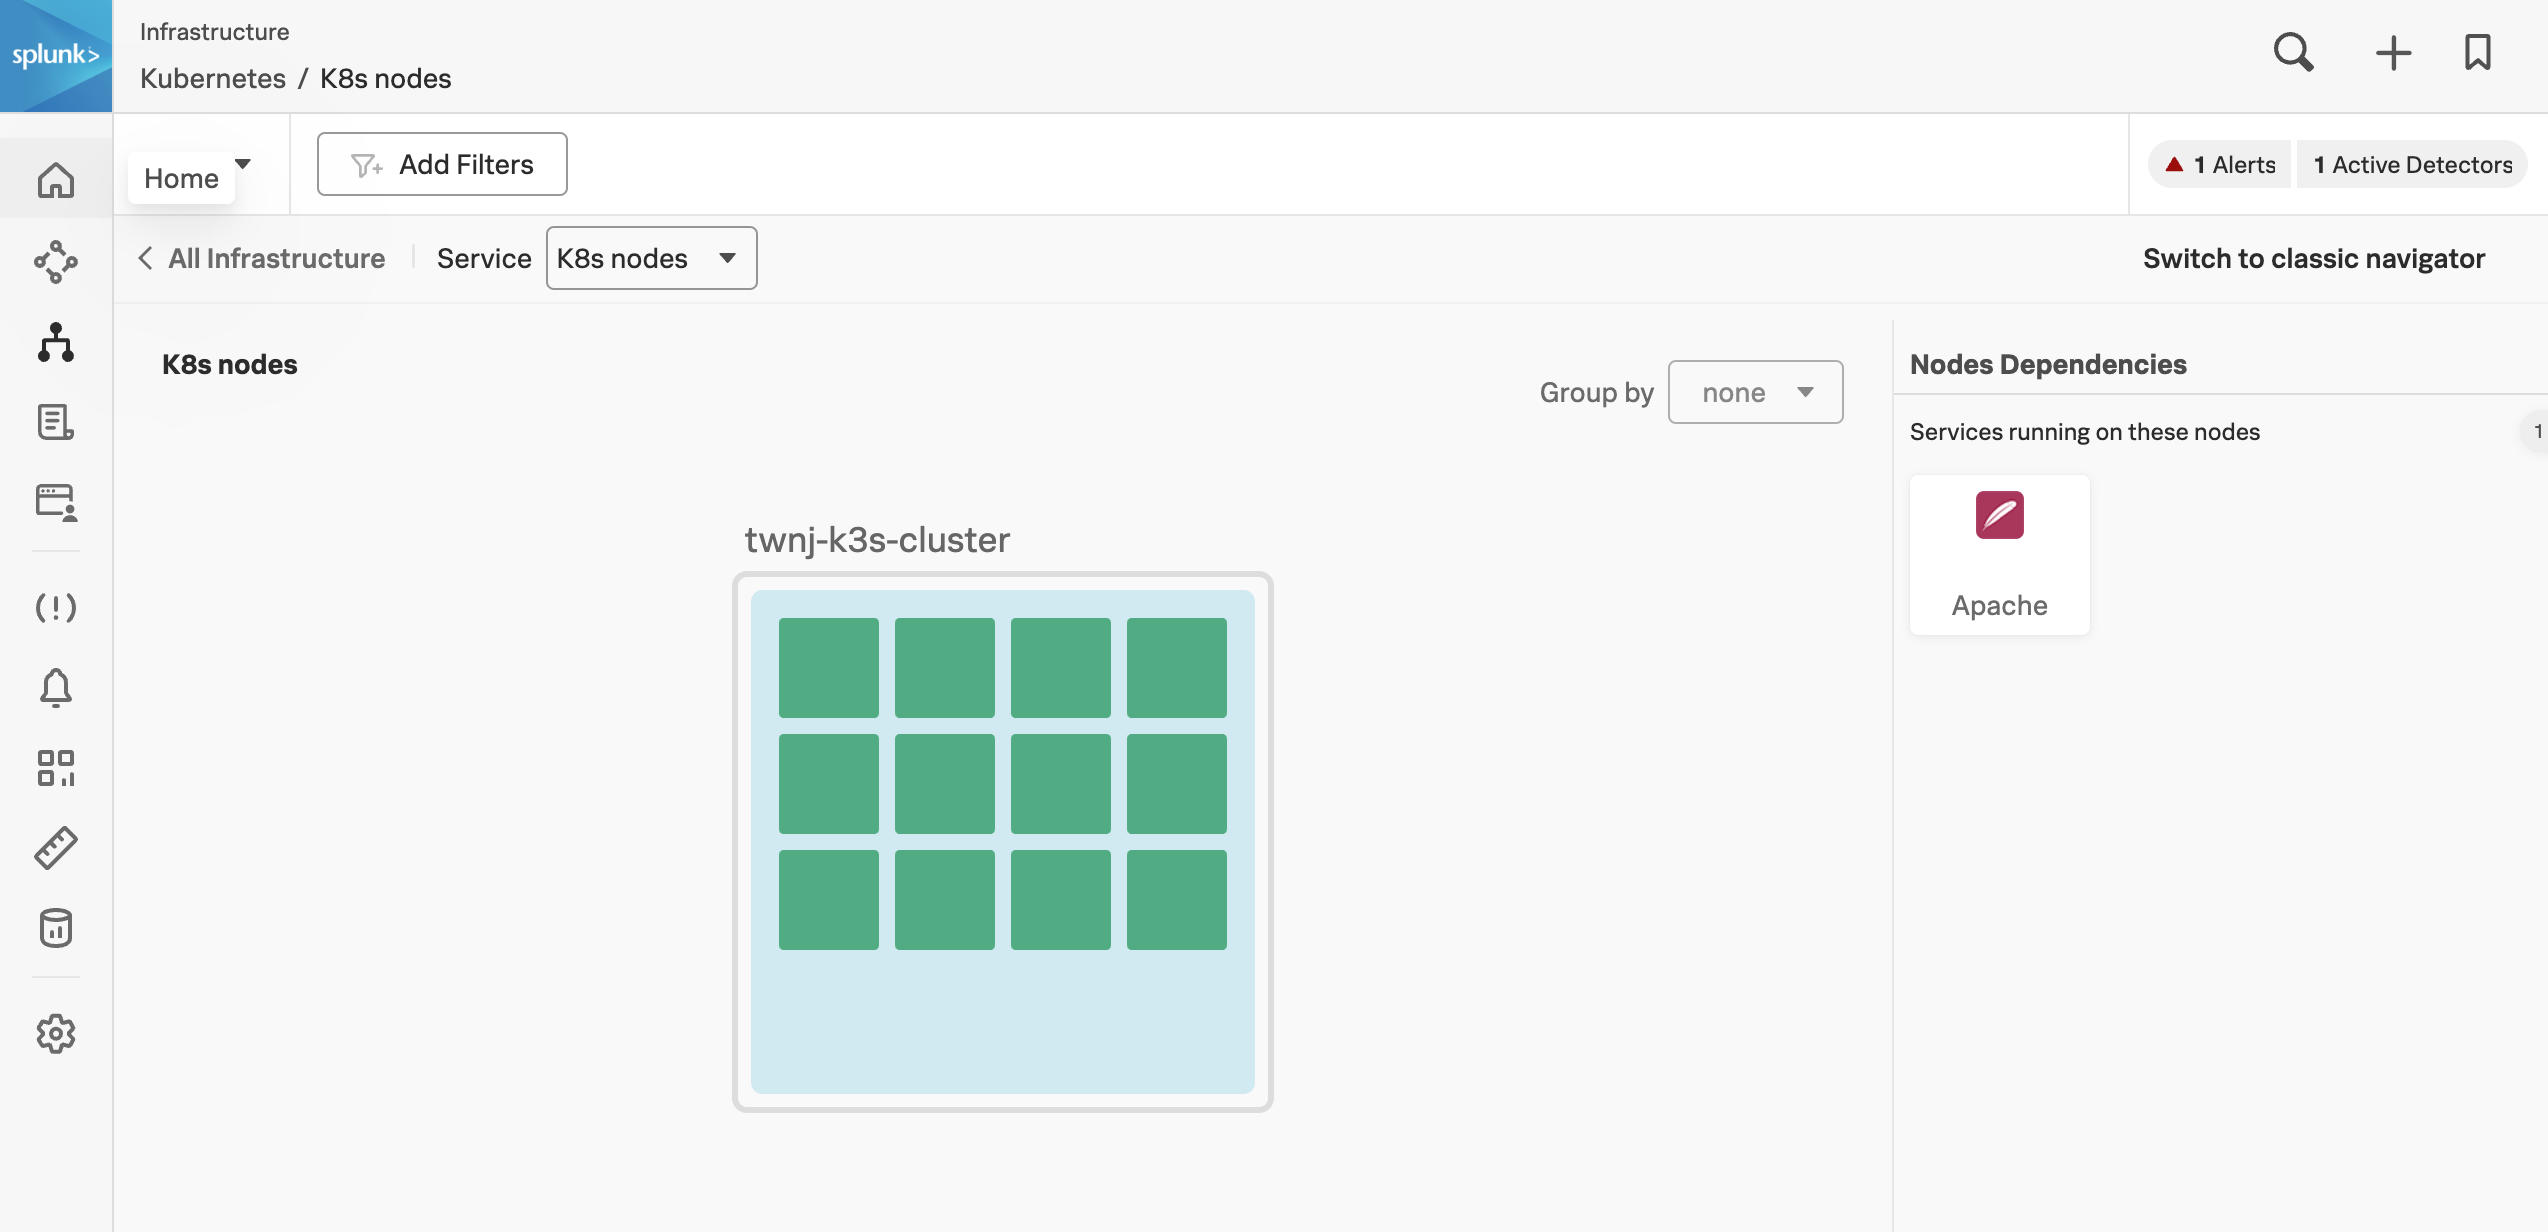 splunk>
Infrastructure
Kubernetes / K8s nodes
Home
Add Filters
1 Alerts
1 Active Detectors
All Infrastructure
Service
K8s nodes
Switch to classic navigator
K8s nodes
Group by
none
Nodes Dependencies
Services running on these nodes
1
Apache
twnj-k3s-cluster